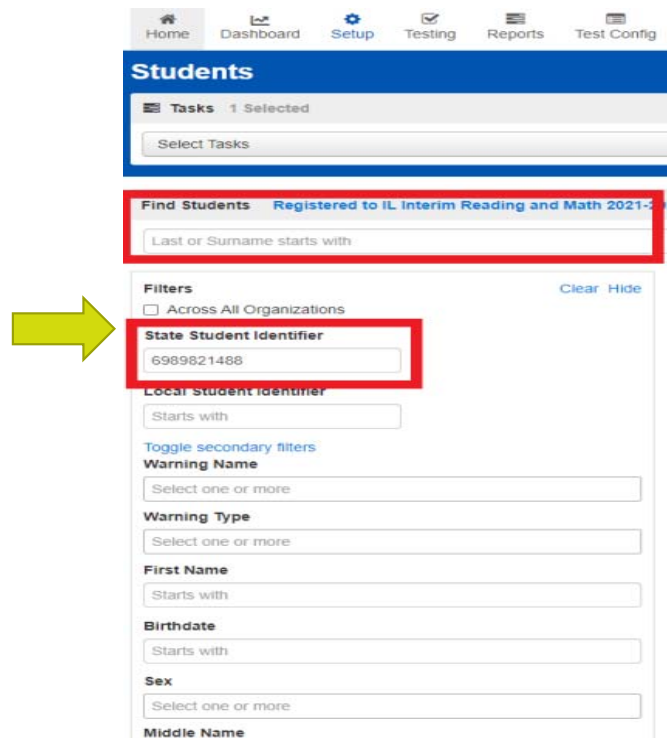 Home Dashboard Setup Testing Reports Test Config
Students
Tasks 1 Selected
Select Tasks
Find Students Registered to IL Interim Reading and Math 2021-2
Last or Surname starts with
Filters Clear Hide
Across All Organizations
State Student Identifier
6989821488
Local Student Identifier
Starts with
Toggle secondary filters
Warning Name
Select one or more
Warning Type
Select one or more
First Name
Starts with
Birthdate
Starts with
Sex
Select one or more
Middle Name